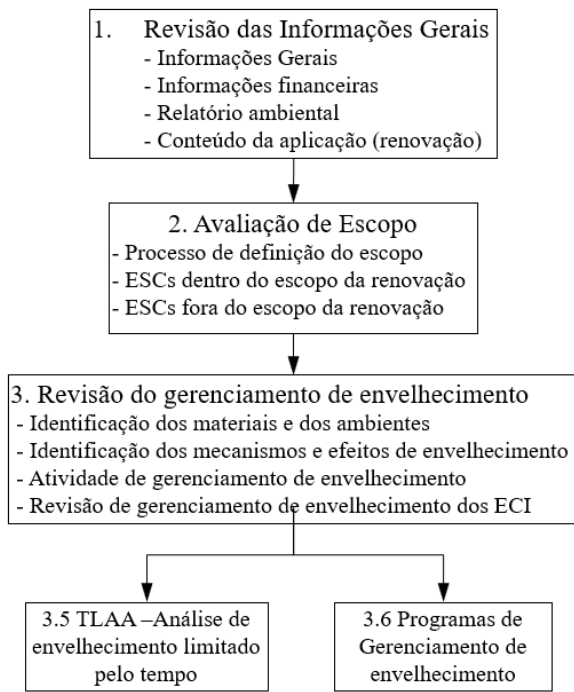 1. Revisão das Informações Gerais
- Informações Gerais
- Informações financeiras
- Relatório ambiental
- Conteúdo da aplicação (renovação)
2. Avaliação de Escopo
- Processo de definição do escopo
- ESCs dentro do escopo da renovação
- ESCs fora do escopo da renovação
3. Revisão do gerenciamento de envelhecimento
- Identificação dos materiais e dos ambientes
- Identificação dos mecanismos e efeitos de envelhecimento
- Atividade de gerenciamento de envelhecimento
- Revisão de gerenciamento de envelhecimento dos ECI
3.5 TLAA –Análise de
envelhecimento limitado
pelo tempo
3.6 Programas de
Gerenciamento de
envelhecimento